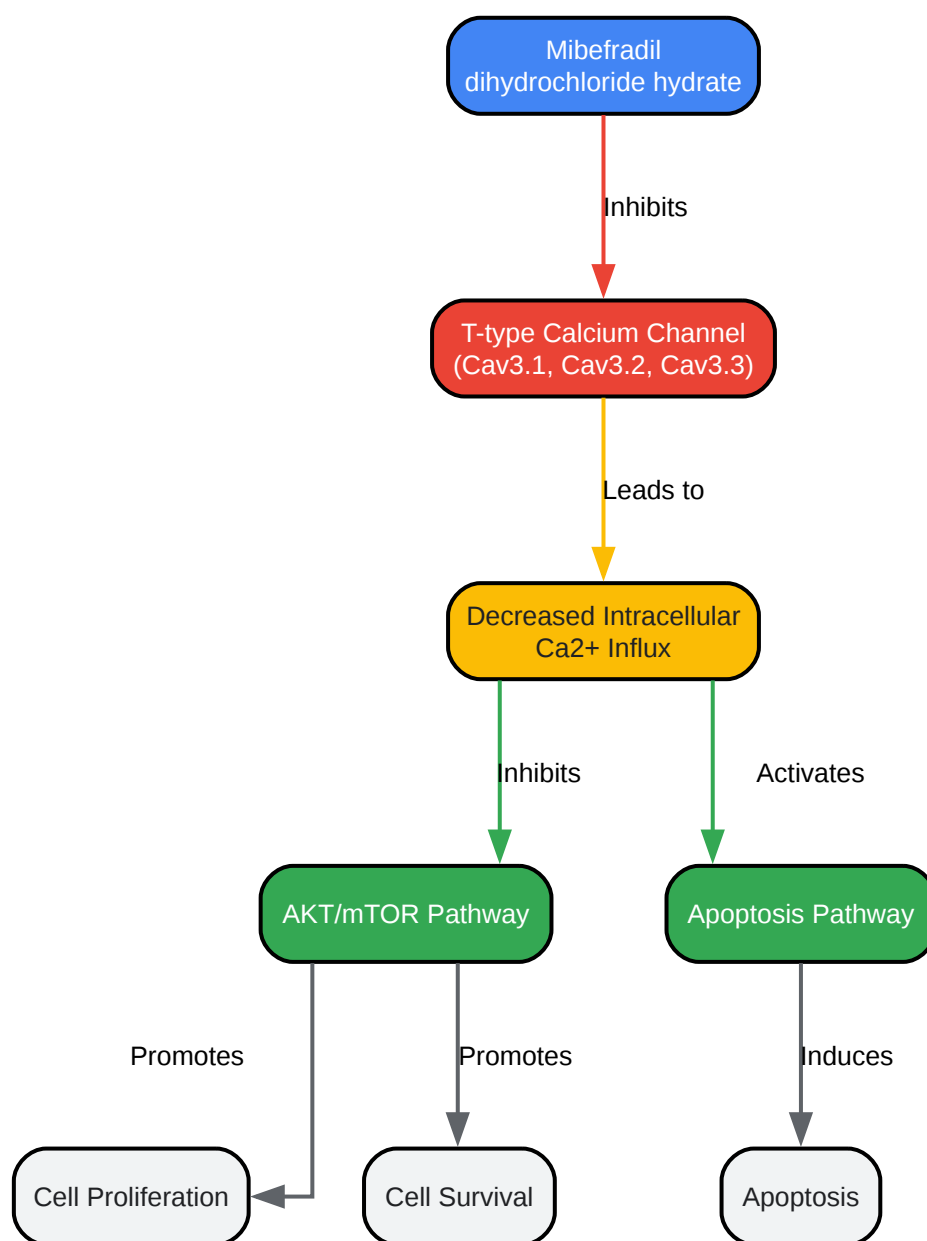 Mibefradil
dihydrochloride hydrate
Inhibits
T-type Calcium Channel
(Cav3.1, Cav3.2, Cav3.3)
Leads to
Decreased Intracellular
Ca2+ Influx
Inhibits
Activates
AKT/mTOR Pathway
Apoptosis Pathway
Promotes
Promotes
Induces
Cell Proliferation
Cell Survival
Apoptosis